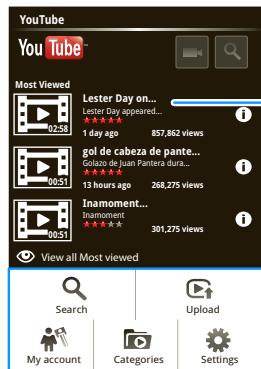 YouTube
YouTube
Most Viewed
Lester Day on...
Lester Day appeared...
02:58
1 day ago 857,862 views
gol de cabeza de pante...
Golazo de Juan Pantera dura...
00:51
13 hours ago 268,275 views
Inamoment...
Inamoment
00:51
301,275 views
View all Most viewed
Search
Upload
My account
Categories
Settings